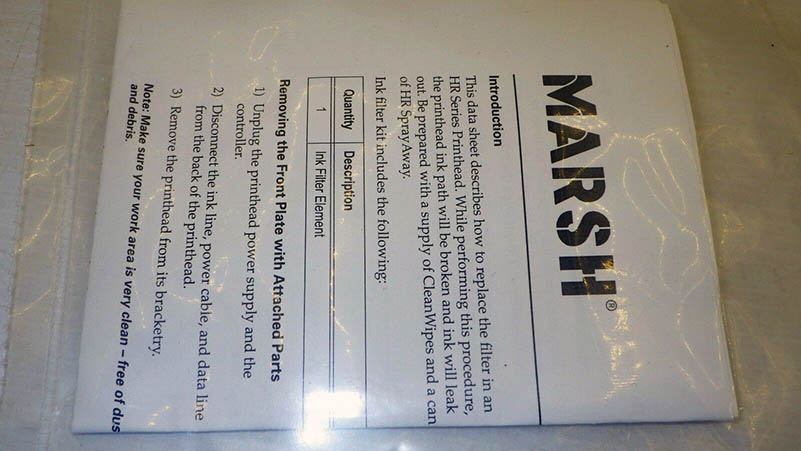 MARSH®
Introduction
This data sheet describes how to replace the filter in an
HR Series Printhead. While performing this procedure,
the printhead ink path will be broken and ink will leak
out. Be prepared with a supply of CleanWipes and a can
of HR SprayAway.
Ink filter kit includes the following:
Quantity Description
1 Ink Filter Element
Removing the Front Plate with Attached Parts
1) Unplug the printhead power supply and the
controller.
2) Disconnect the ink line, power cable, and data line
from the back of the printhead.
3) Remove the printhead from its bracketry.
Note: Make sure your work area is very clean – free of dus
and debris.